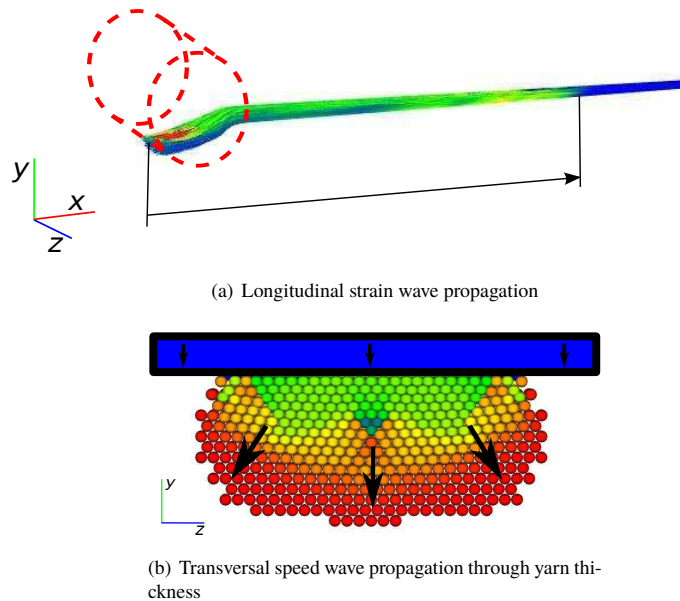 y
x
z
(a) Longitudinal strain wave propagation
y
z
(b) Transversal speed wave propagation through yarn thi-
ckness